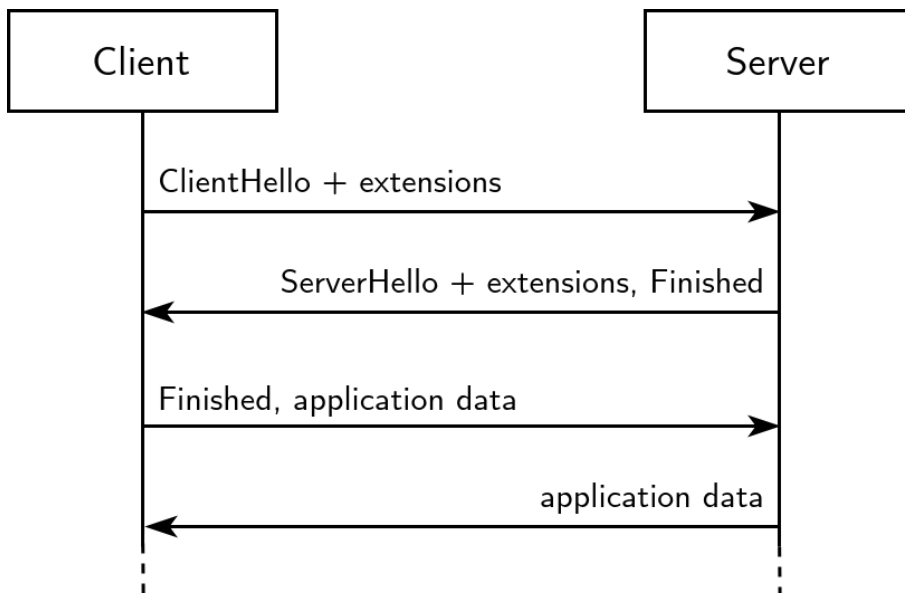 Client
Server
ClientHello + extensions
ServerHello + extensions, Finished
Finished, application data
application data